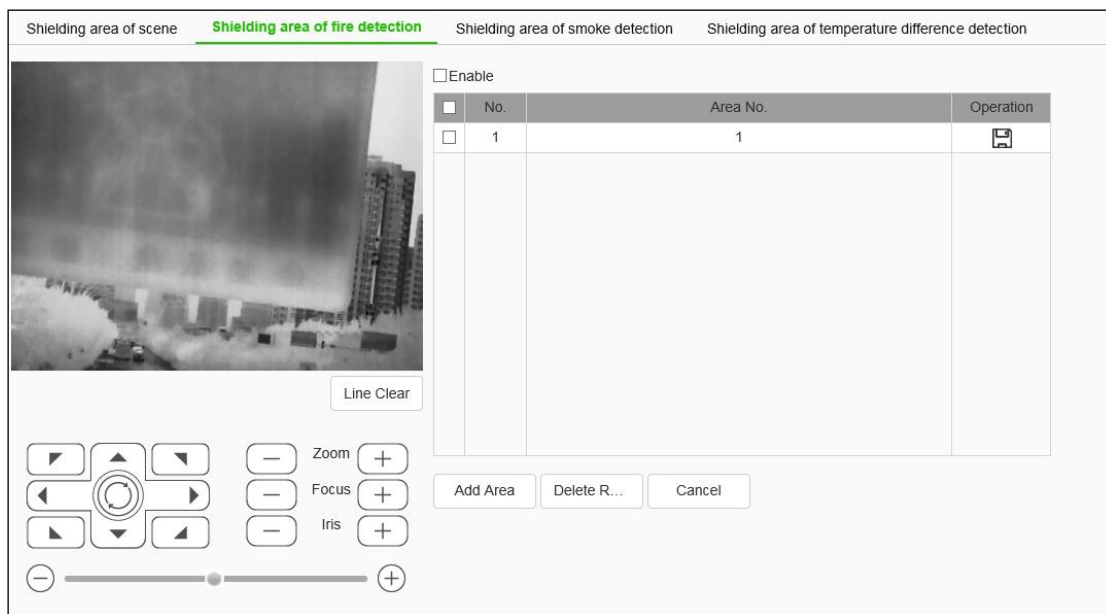 Shielding area of scene Shielding area of fire detection Shielding area of smoke detection Shielding area of temperature difference detection
Enable
No. Area No. Operation
1 1
Line Clear
Zoom
Focus
Iris
Add Area Delete R... Cancel